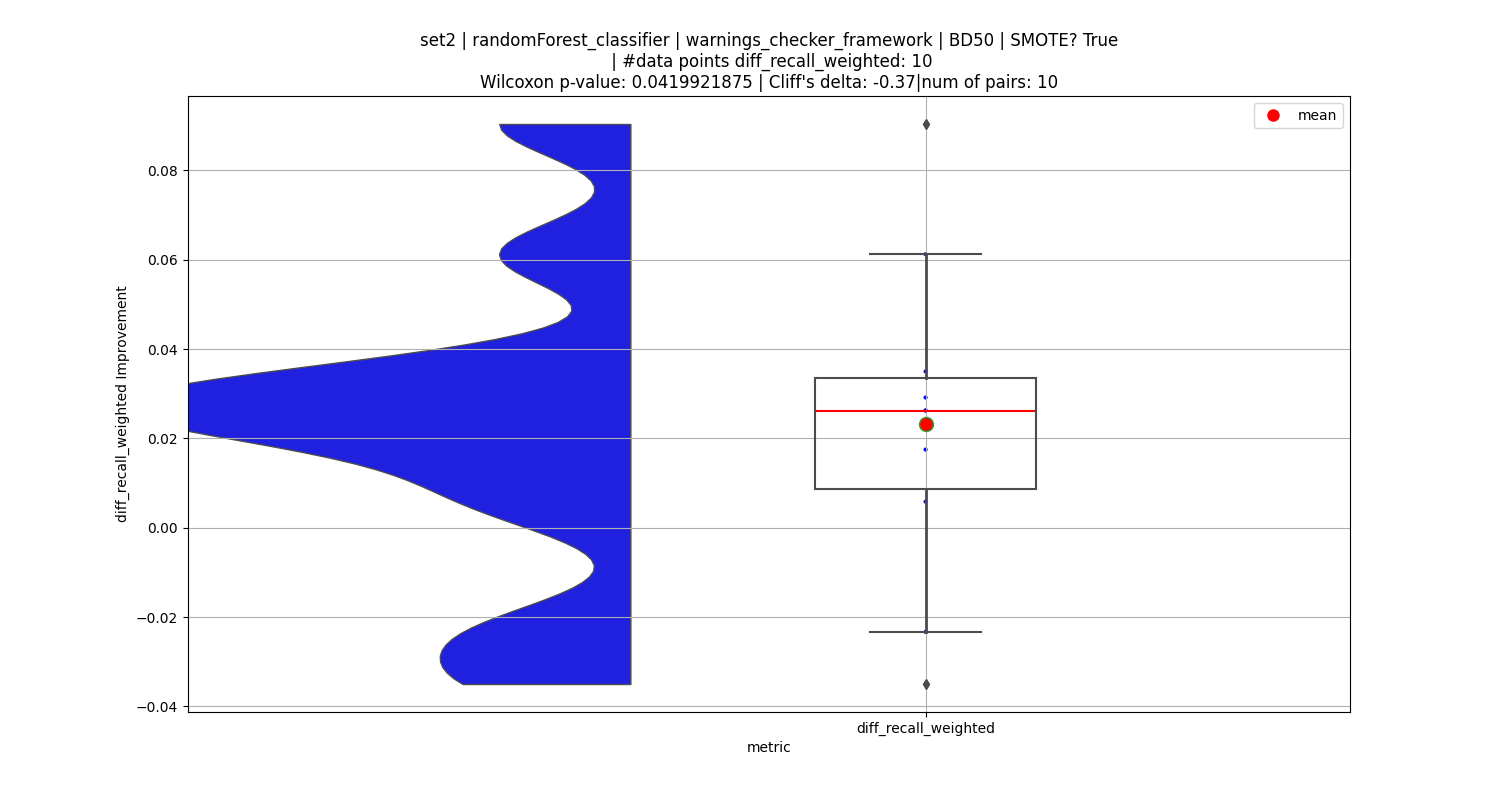 set2 | randomForest_classifier | warnings_checker_framework | BD50 | SMOTE? True
| #data points diff_recall_weighted: 10
Wilcoxon p-value: 0.0419921875 | Cliff's delta: -0.37|num of pairs: 10
mean
0.08
0.06
0.04
0.02
0.00
−0.02
−0.04
diff_recall_weighted Improvement
diff_recall_weighted
metric